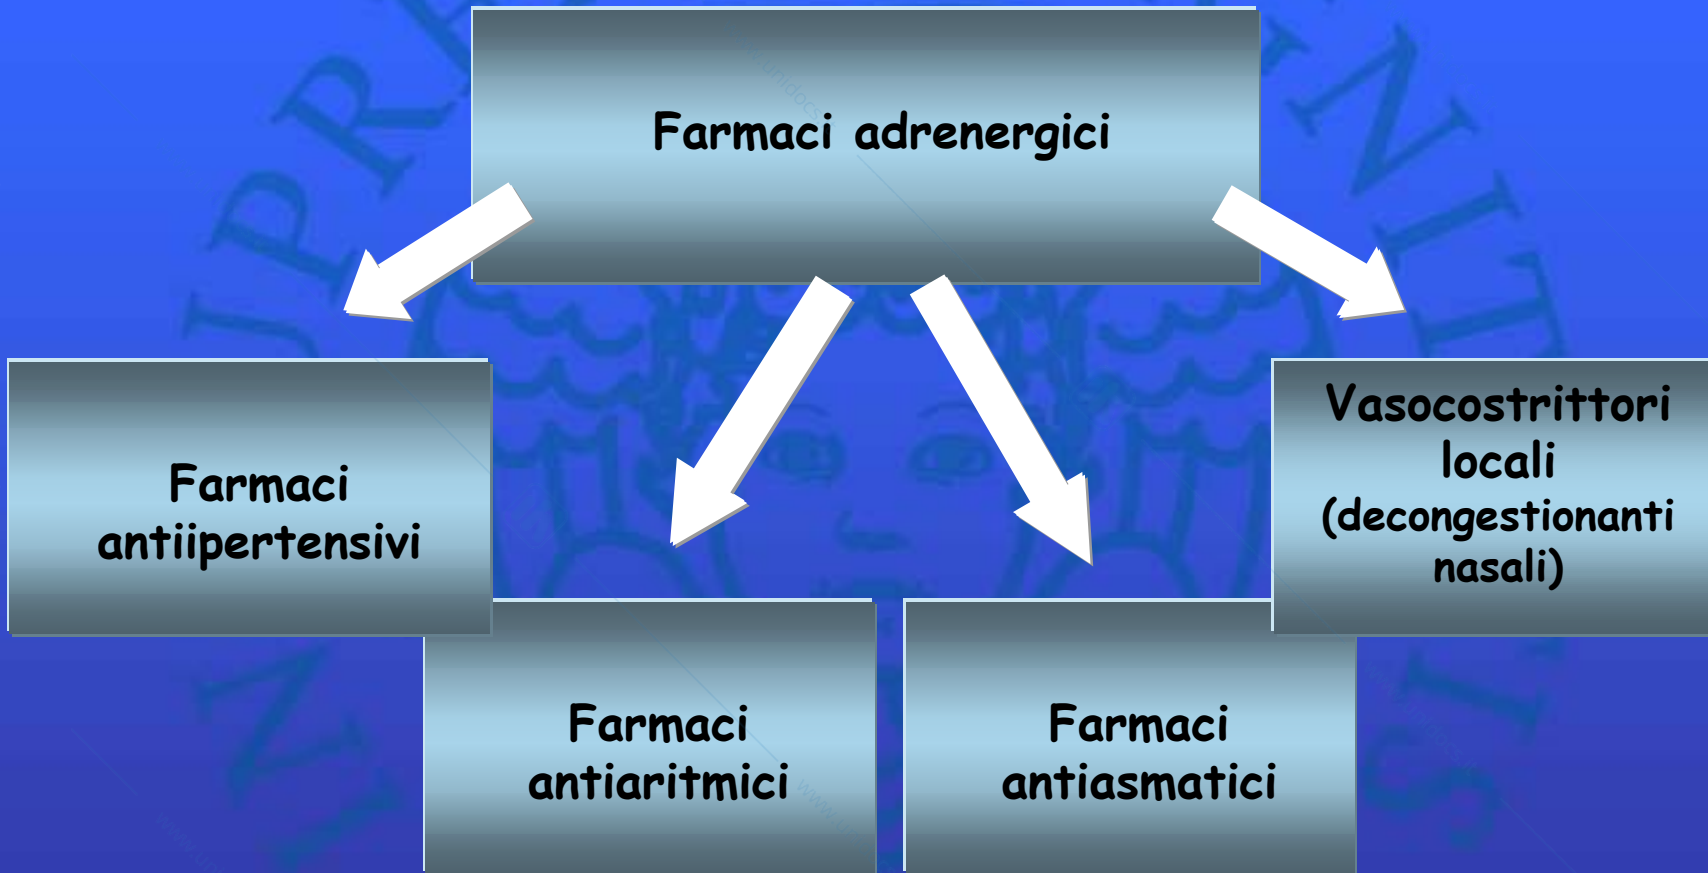 Farmaci adrenergici
Farmaci
antiipertensivi
Farmaci
antiaritmici
Farmaci
antiasmatici
Vasocostrittori
locali
(decongestionanti
nasali)